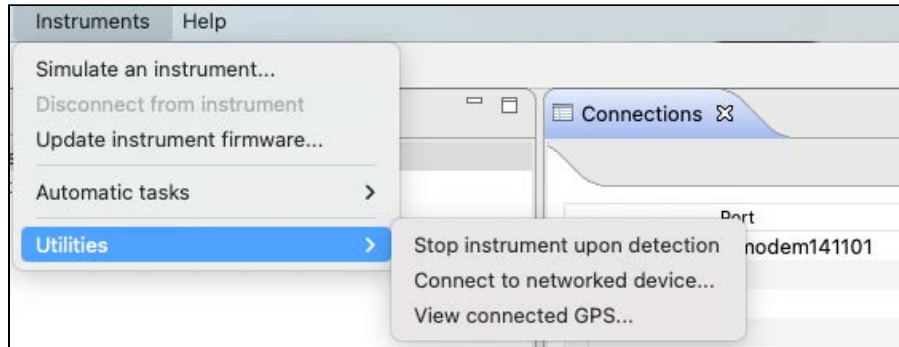 Instruments Help
Simulate an instrument...
Disconnect from instrument
Update instrument firmware...
Automatic tasks
Utilities
Connections
Port
modem141101
Stop instrument upon detection
Connect to networked device...
View connected GPS...